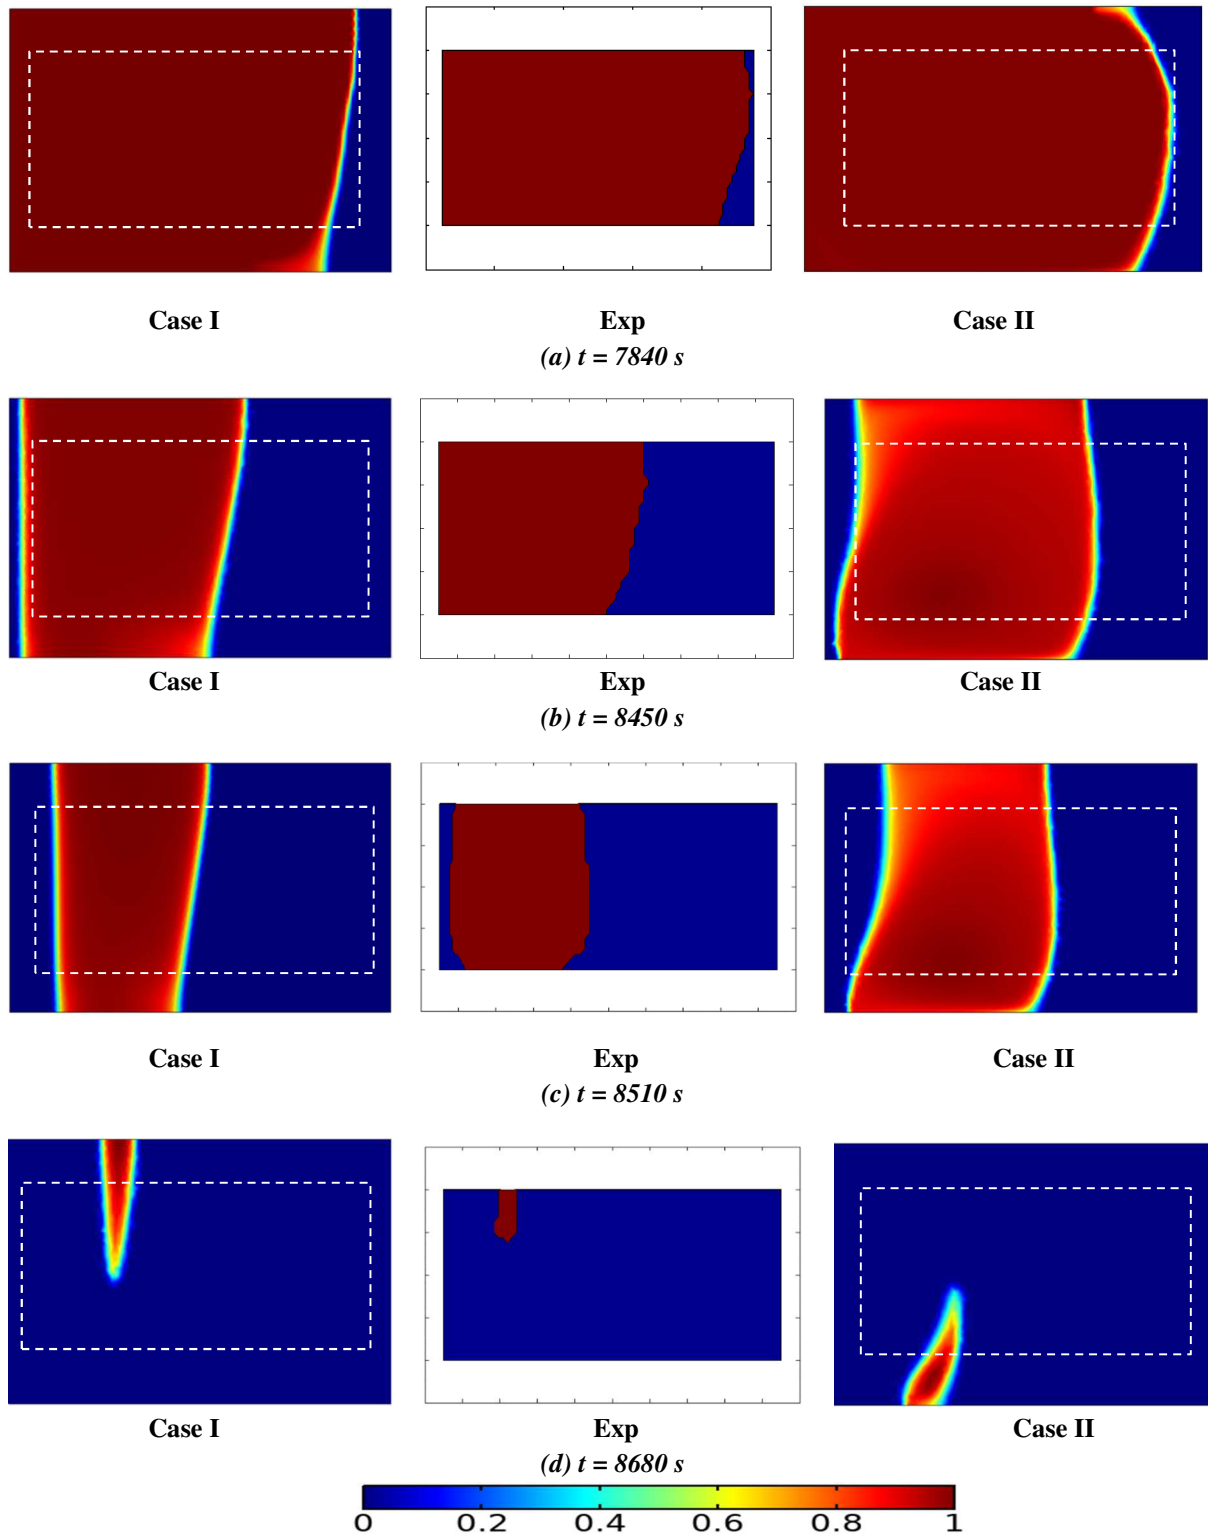 Case I Exp Case II
(a) t = 7840 s
Case I Exp Case II
(b) t = 8450 s
Case I Exp Case II
(c) t = 8510 s
Case I Exp Case II
(d) t = 8680 s
0 0.2 0.4 0.6 0.8 1